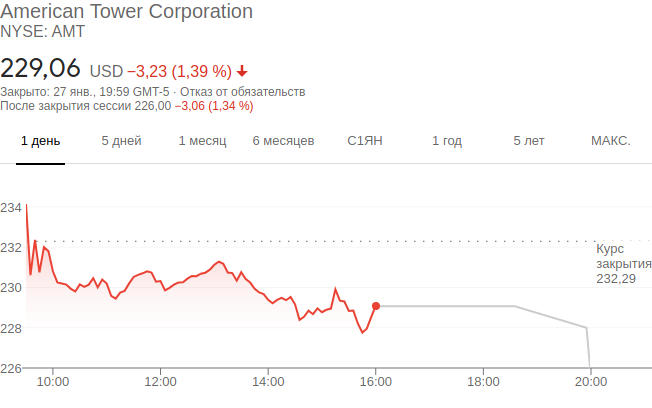 American Tower Corporation
NYSE: AMT
229,06 USD −3,23 (1,39 %)
Закрыто: 27 янв., 19:59 GMT-5 · Отказ от обязательств
После закрытия сессии 226,00 −3,06 (1,34 %)
1 день 5 дней 1 месяц 6 месяцев С1ЯН 1 год 5 лет МАКС.
234
232
Курс
закрытия
232,29
230
228
226
10:00 12:00 14:00 16:00 18:00 20:00